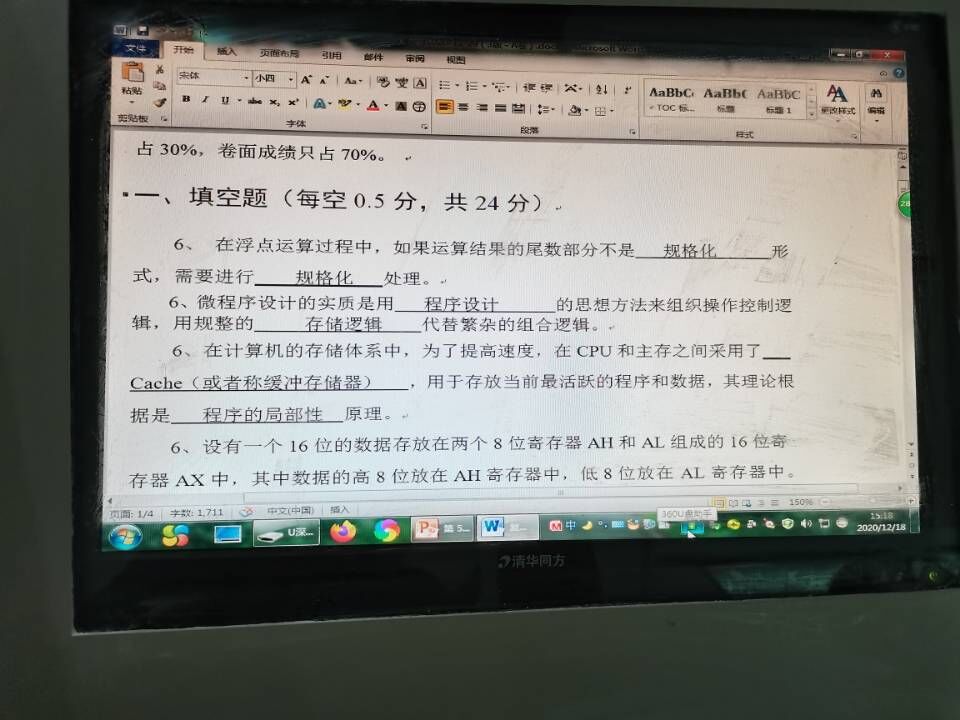 文件 开始 插入 页面布局 引用 邮件 审阅 视图
宋体 小四
粘贴
AaBbC AaBbC AaBbC
TOC 标... 标题 标题 1 更改样式 编辑
剪贴板 字体 段落 样式
占 30%，卷面成绩只占 70%。
一、填空题（每空 0.5 分，共 24 分）
6、 在浮点运算过程中，如果运算结果的尾数部分不是 规格化 形
式，需要进行 规格化 处理。
6、微程序设计的实质是用 程序设计 的思想方法来组织操作控制逻
辑，用规整的 存储逻辑 代替繁杂的组合逻辑。
6、在计算机的存储体系中，为了提高速度，在 CPU 和主存之间采用了
Cache（或者称缓冲存储器） ，用于存放当前最活跃的程序和数据，其理论根
据是 程序的局部性 原理。
6、设有一个 16 位的数据存放在两个 8 位寄存器 AH 和 AL 组成的 16 位寄
存器 AX 中，其中数据的高 8 位放在 AH 寄存器中，低 8 位放在 AL 寄存器中。
页面: 1/4 字数: 1,711 中文(中国) 插入 150%
360U盘助手
U深... 第 5... 中 15:18
2020/12/18
清华同方